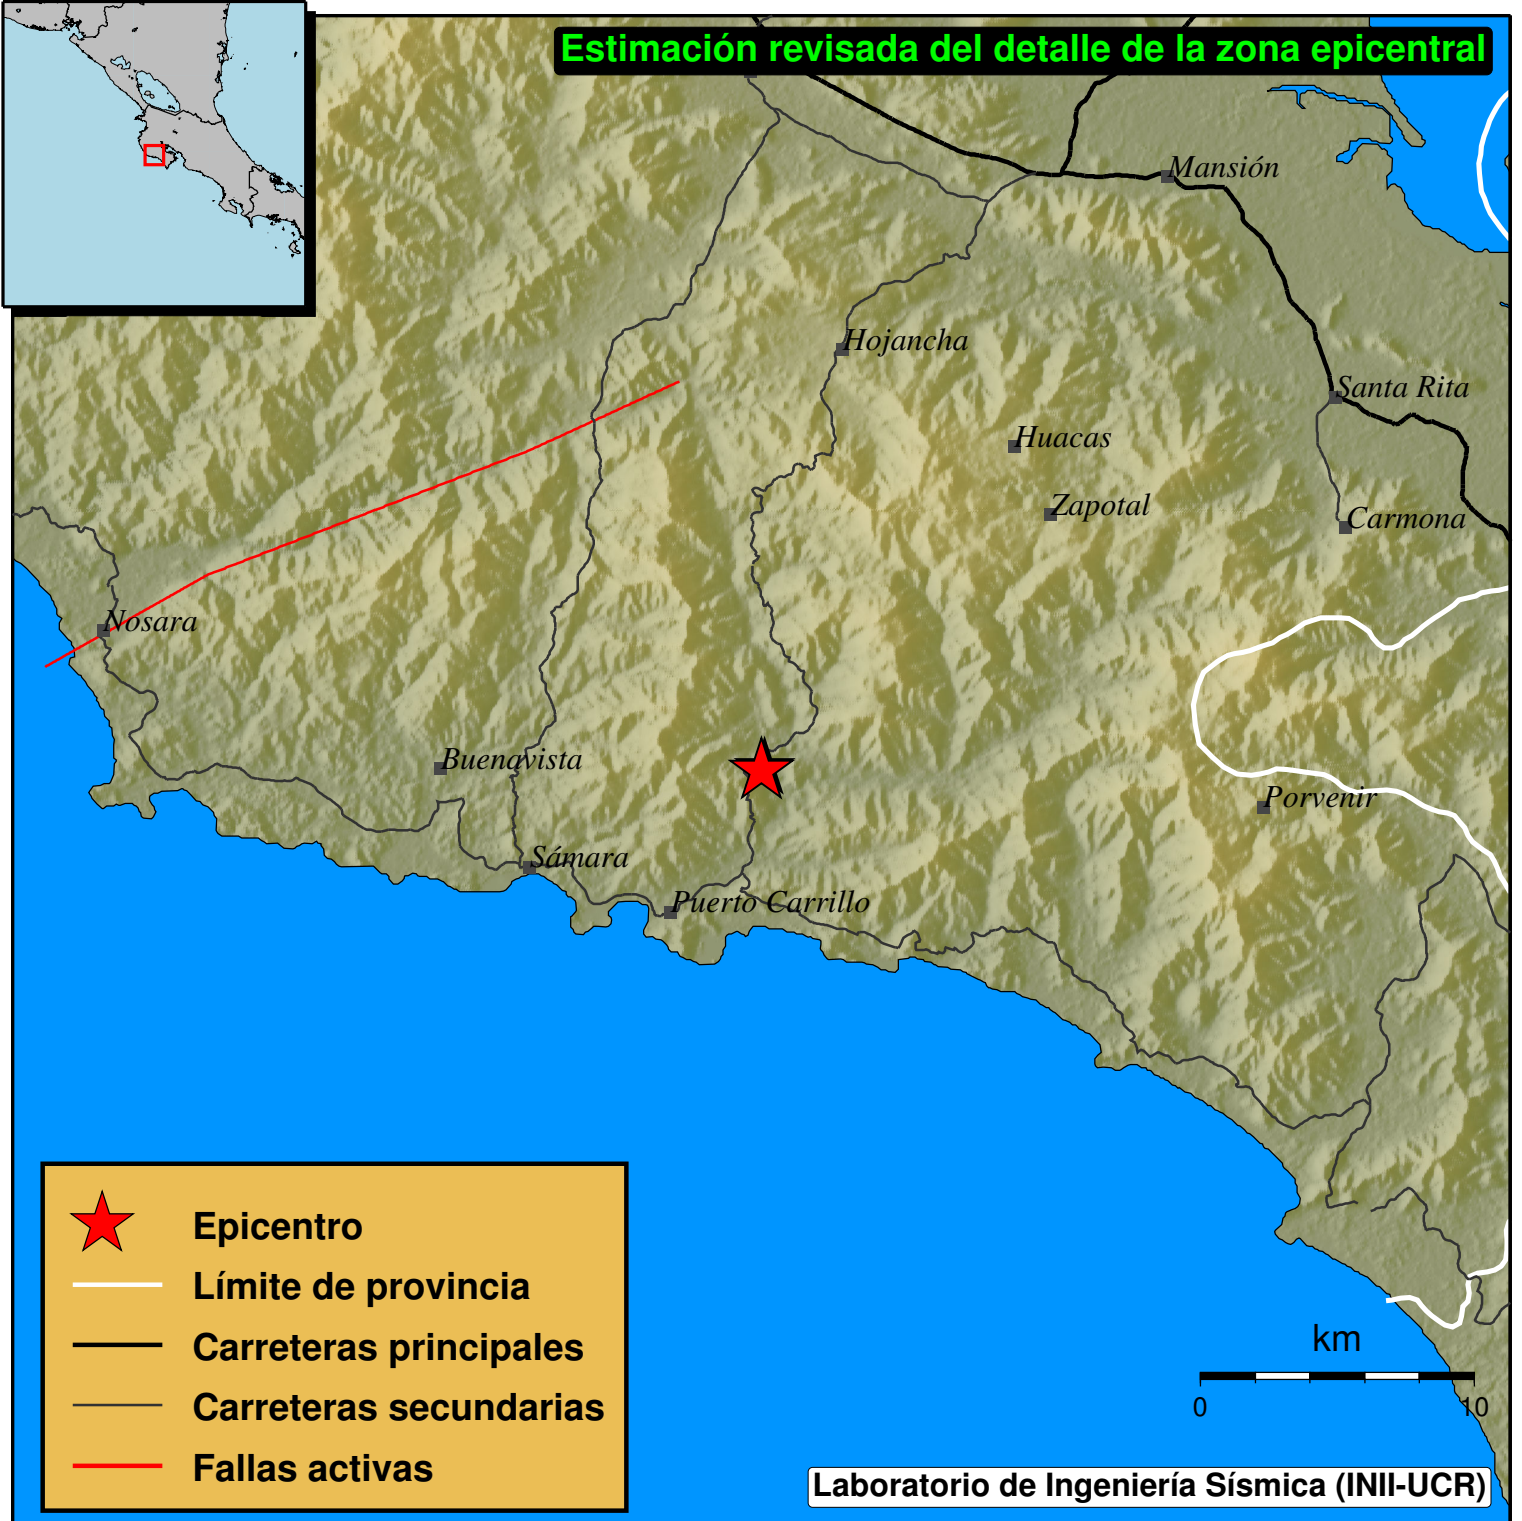 Estimación revisada del detalle de la zona epicentral
Mansión
Hojancha
Santa Rita
Huacas
Zapotal
Carmona
Nosara
Buenavista
Porvenir
Sámara
Puerto Carrillo
Epicentro
Límite de provincia
Carreteras principales
Carreteras secundarias
Fallas activas
km
0 10
Laboratorio de Ingeniería Sísmica (INII-UCR)